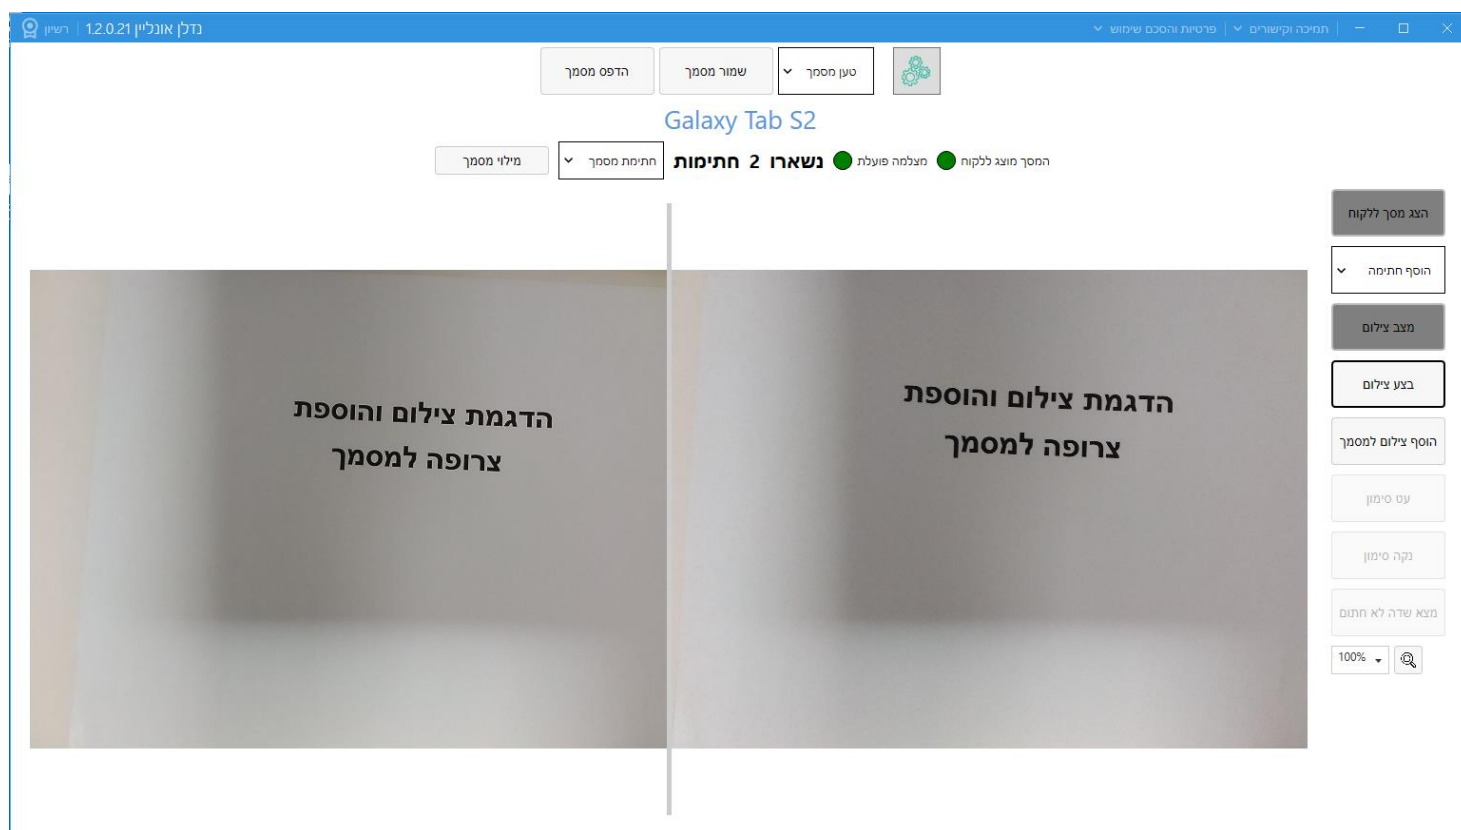 נדלן אונליין 1.2.0.21 | רשיון
תמיכה וקישורים | פרטיות והסכם שימוש
טען מסמך
שמור מסמך
הדפס מסמך
Galaxy Tab S2
המסך מוצג ללקוח מצלמה פועלת נשארו 2 חתימות
חתימת מסמך
מילוי מסמך
הצג מסך ללקוח
הוסף חתימה
מצב צילום
בצע צילום
הוסף צילום למסמך
עט סימון
נקה סימון
מצא שדה לא חתום
100%
הדגמת צילום והוספת
צרופה למסמך
הדגמת צילום והוספת
צרופה למסמך